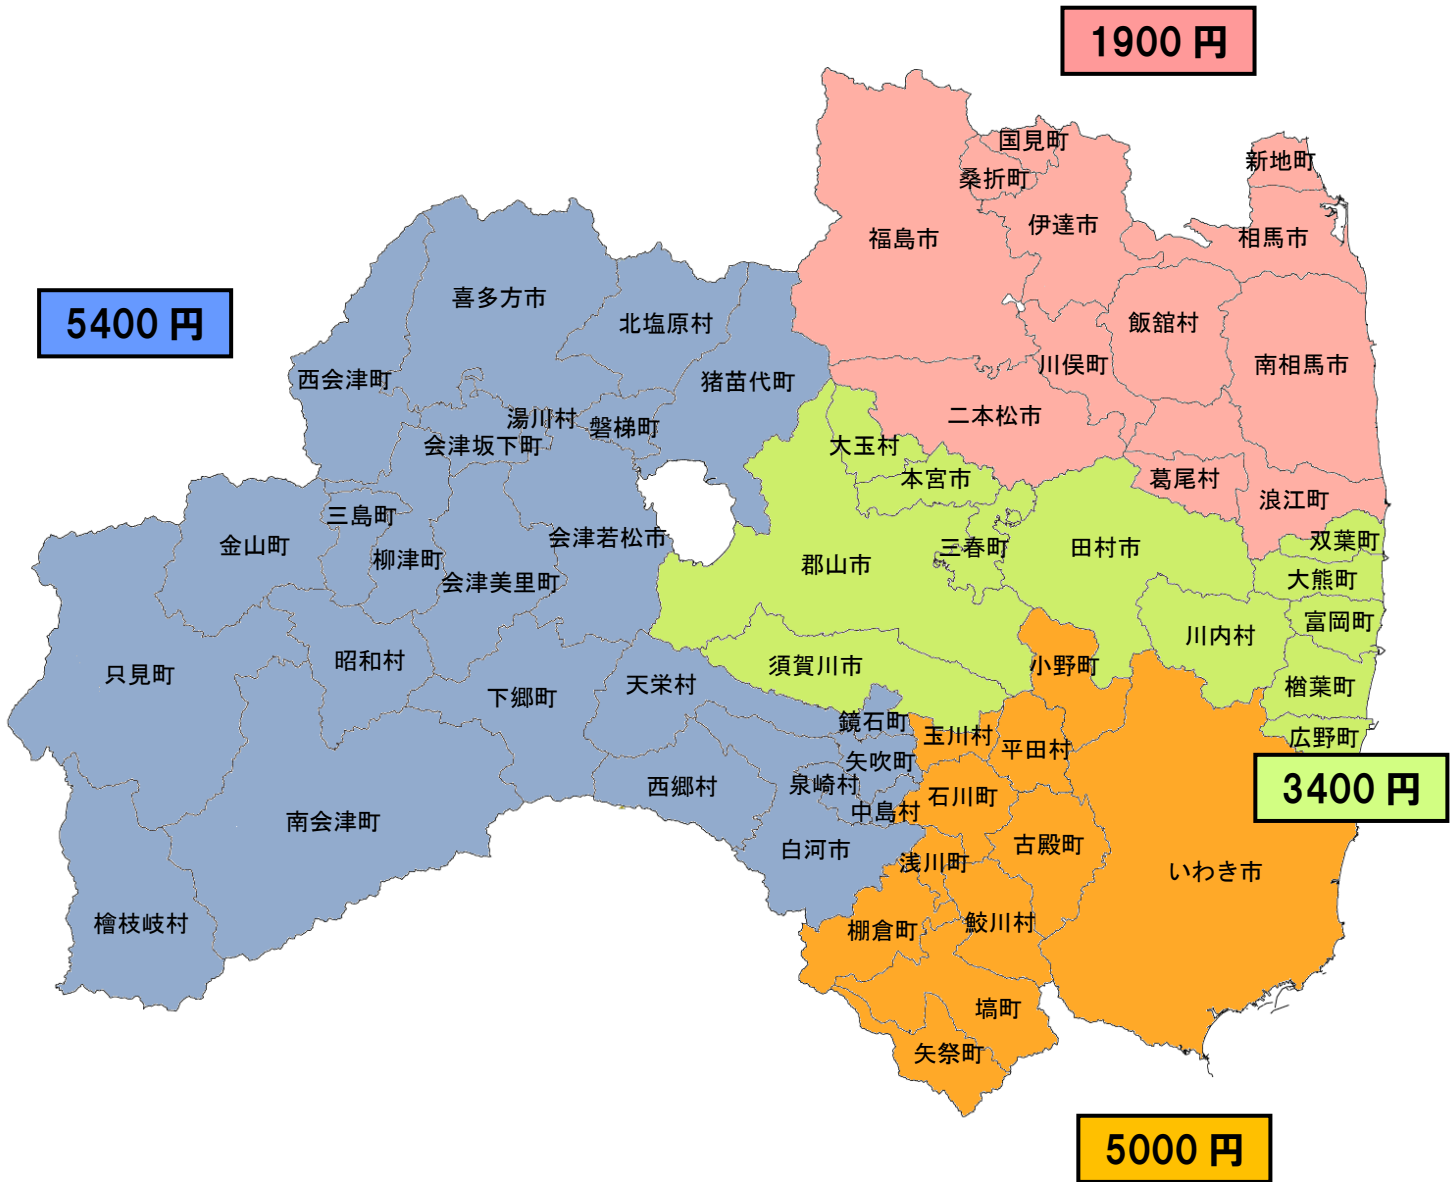 1900 円
国見町
新地町
桑折町
伊達市
相馬市
福島市
喜多方市
5400 円
北塩原村
飯舘村
川俣町
南相馬市
西会津町
猪苗代町
湯川村
磐梯町
二本松市
会津坂下町
大玉村
本宮市
葛尾村
浪江町
三島町
金山町
柳津町
会津若松市
会津美里町
郡山市
三春町
田村市
双葉町
大熊町
富岡町
川内村
昭和村
只見町
下郷町
天栄村
須賀川市
小野町
楢葉町
鏡石町
玉川村
平田村
広野町
矢吹町
泉崎村
西郷村
中島村
石川町
3400 円
南会津町
白河市
浅川町
古殿町
いわき市
檜枝岐村
棚倉町
鮫川村
塙町
矢祭町
5000 円